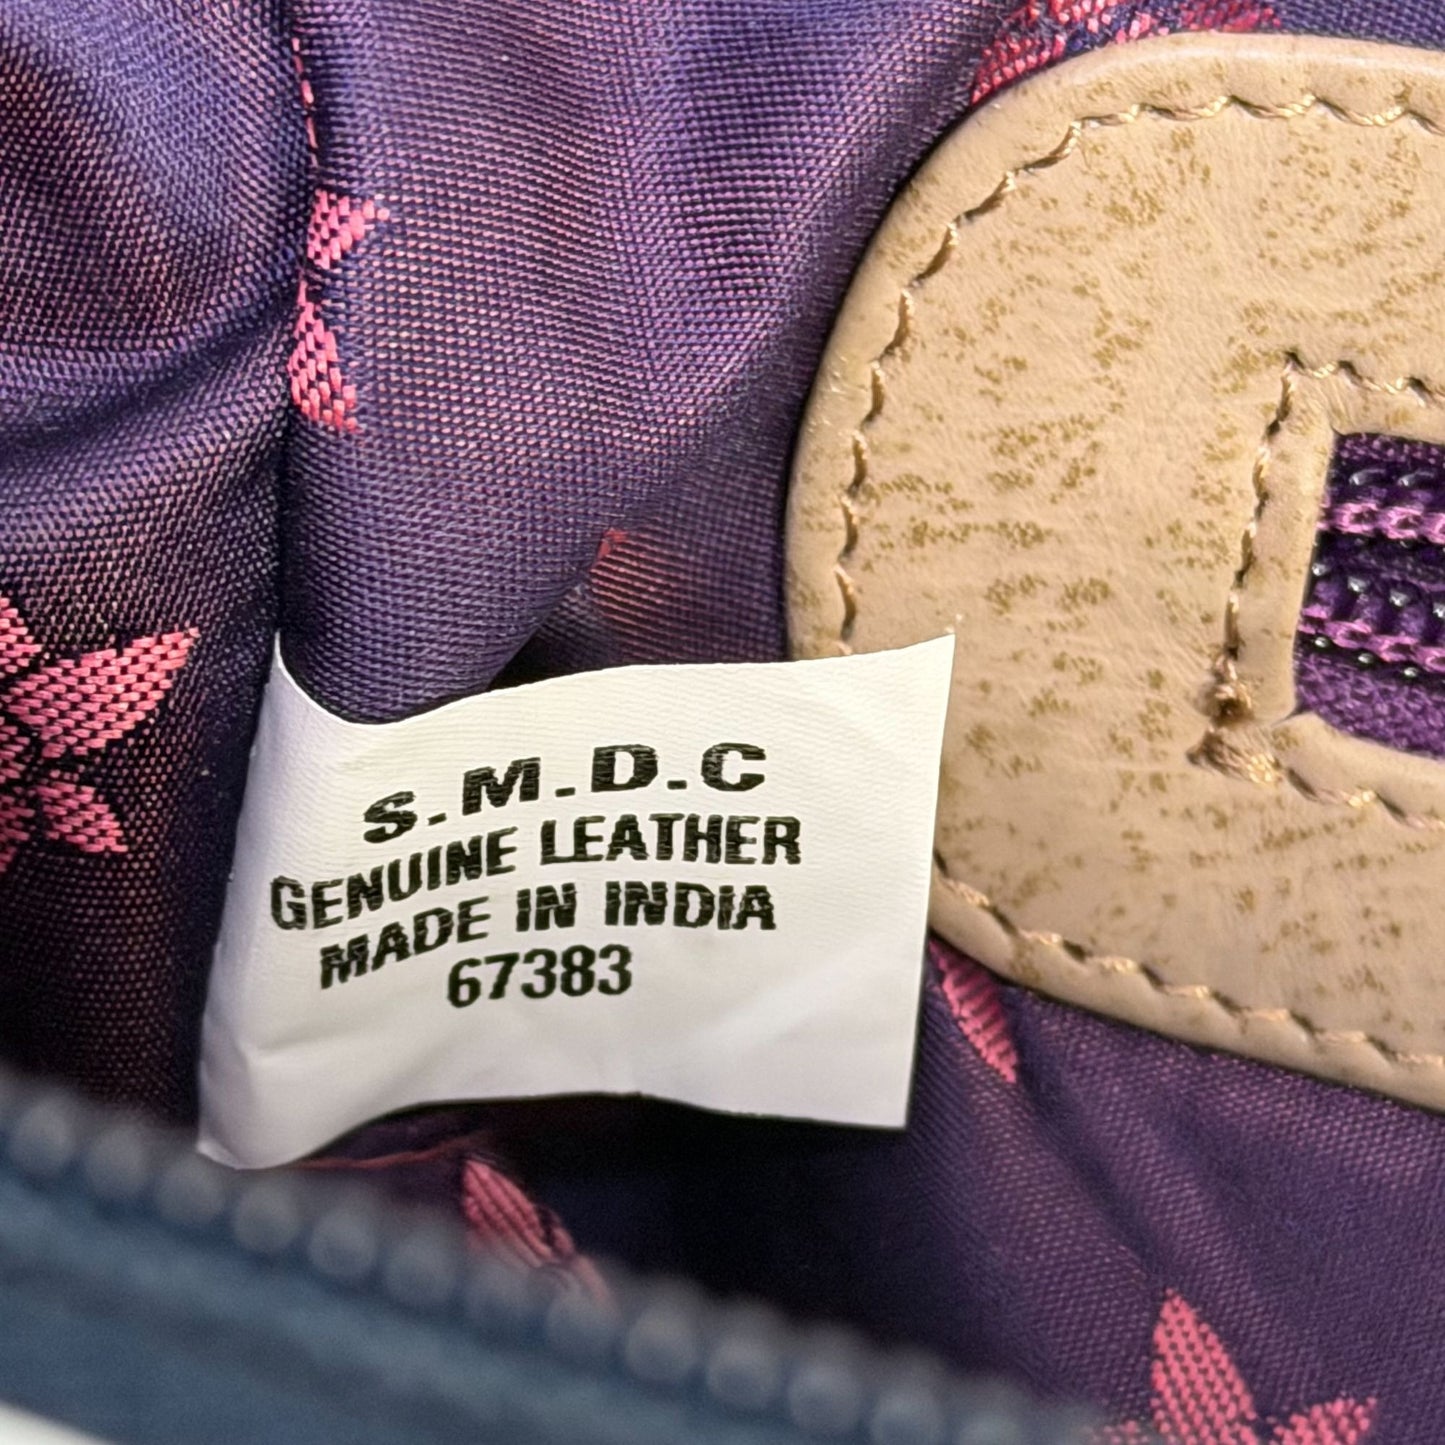 S.M.D.C
GENUINE LEATHER
MADE IN INDIA
67383